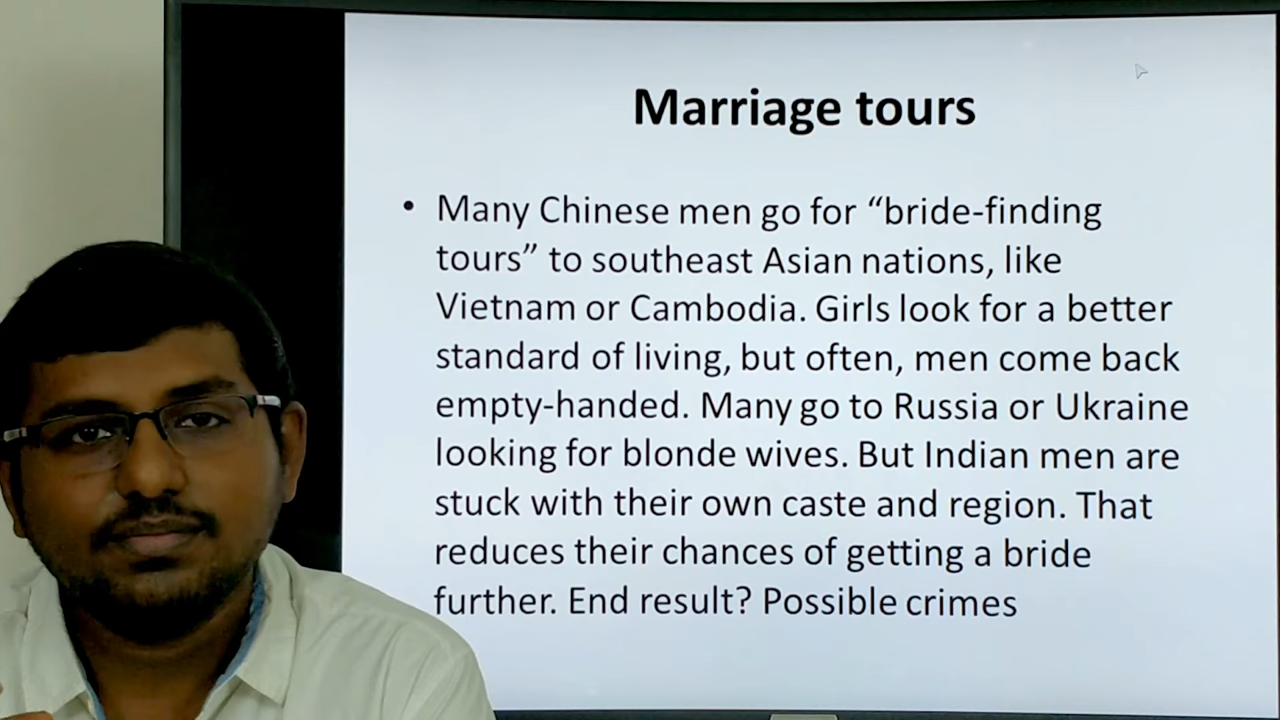 Marriage tours
• Many Chinese men go for “bride-finding
tours” to southeast Asian nations, like
Vietnam or Cambodia. Girls look for a better
standard of living, but often, men come back
empty-handed. Many go to Russia or Ukraine
looking for blonde wives. But Indian men are
stuck with their own caste and region. That
reduces their chances of getting a bride
further. End result? Possible crimes